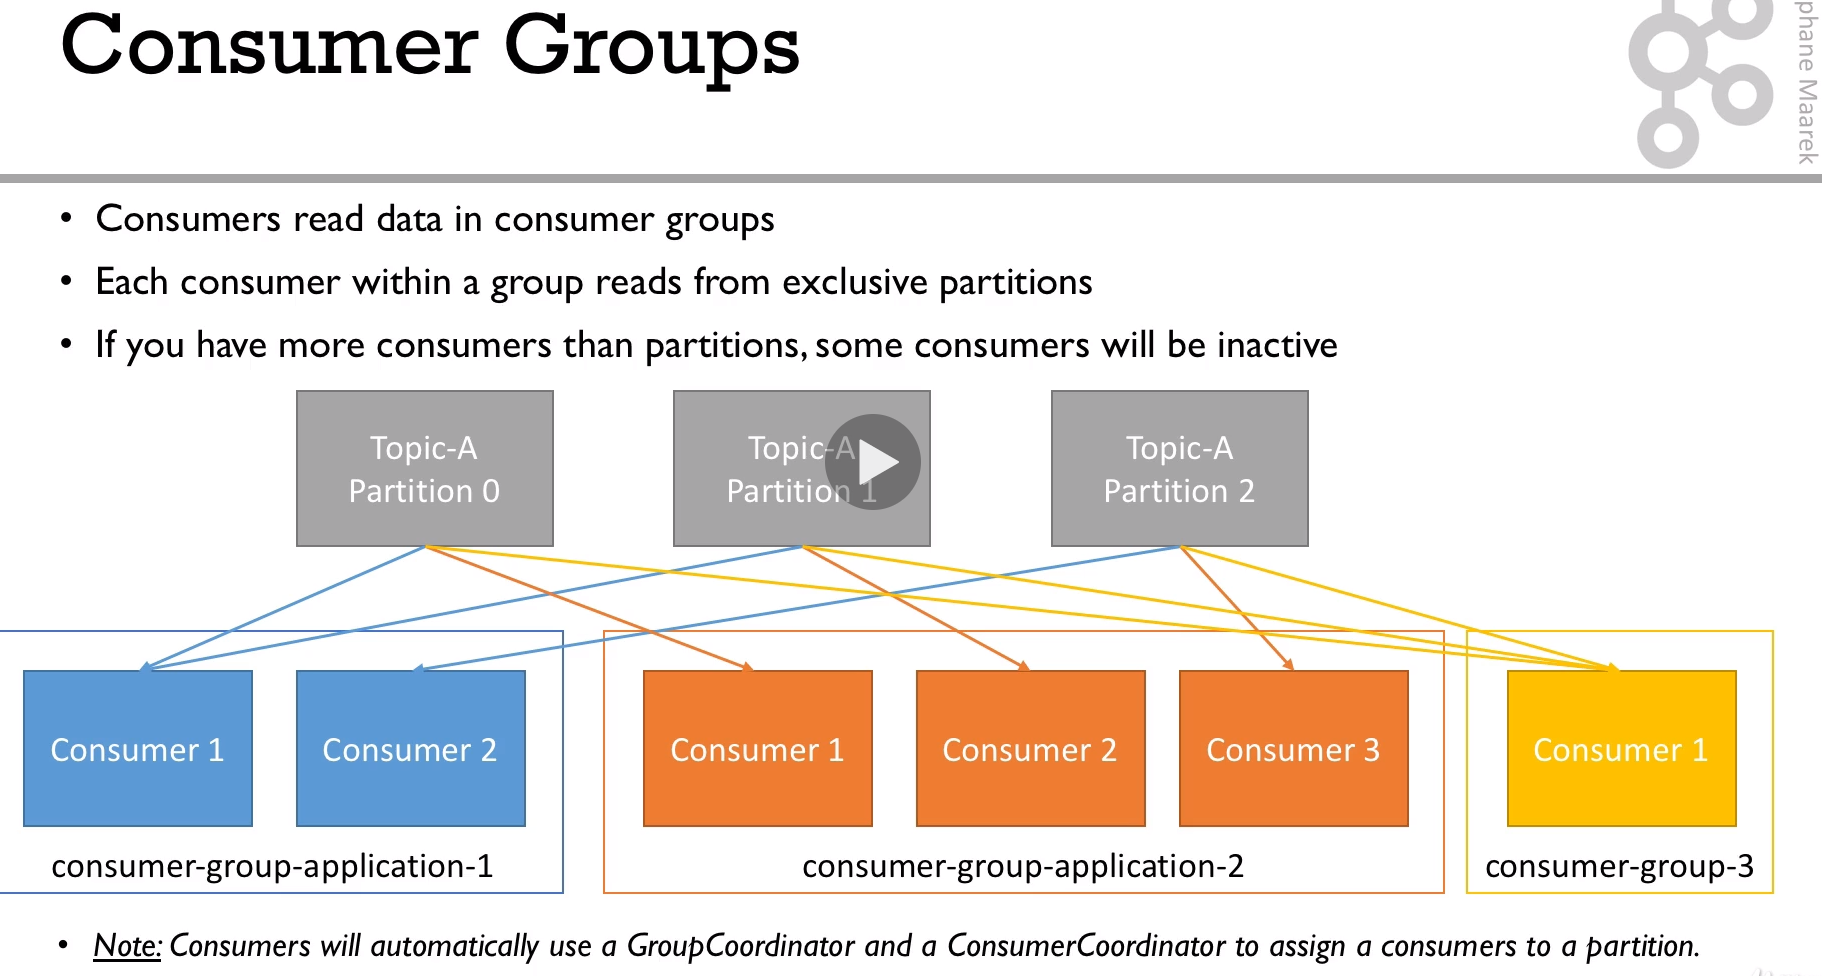 Consumer Groups
phane Maarek
• Consumers read data in consumer groups
• Each consumer within a group reads from exclusive partitions
• If you have more consumers than partitions, some consumers will be inactive
Topic-A
Partition 0
Topic-A
Partition 1
Topic-A
Partition 2
Consumer 1
Consumer 2
consumer-group-application-1
Consumer 1
Consumer 2
Consumer 3
consumer-group-application-2
Consumer 1
consumer-group-3
• Note: Consumers will automatically use a GroupCoordinator and a ConsumerCoordinator to assign a consumers to a partition.